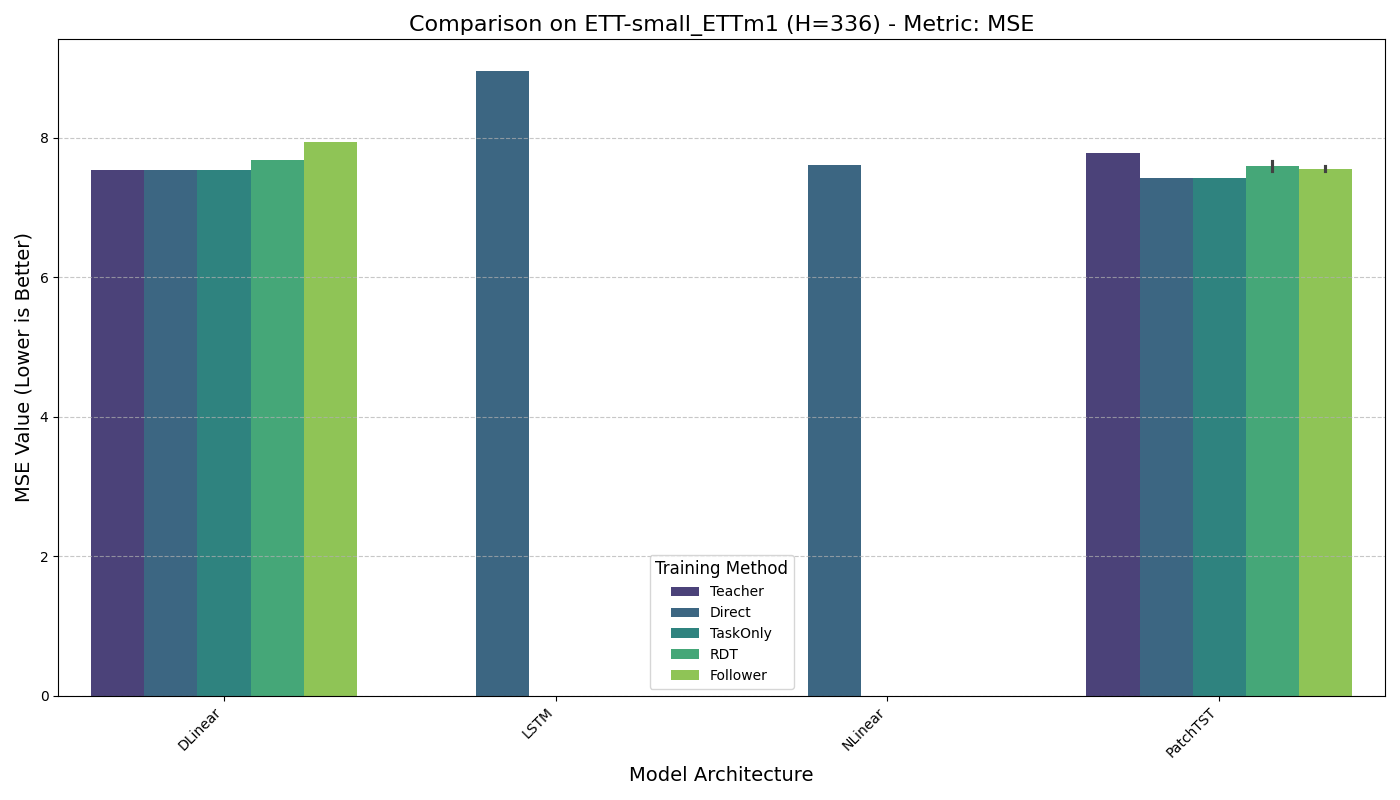 Comparison on ETT-small_ETTm1 (H=336) - Metric: MSE
MSE Value (Lower is Better)
8
6
4
2
0
Training Method
Teacher
Direct
TaskOnly
RDT
Follower
DLinear
LSTM
NLinear
PatchTST
Model Architecture